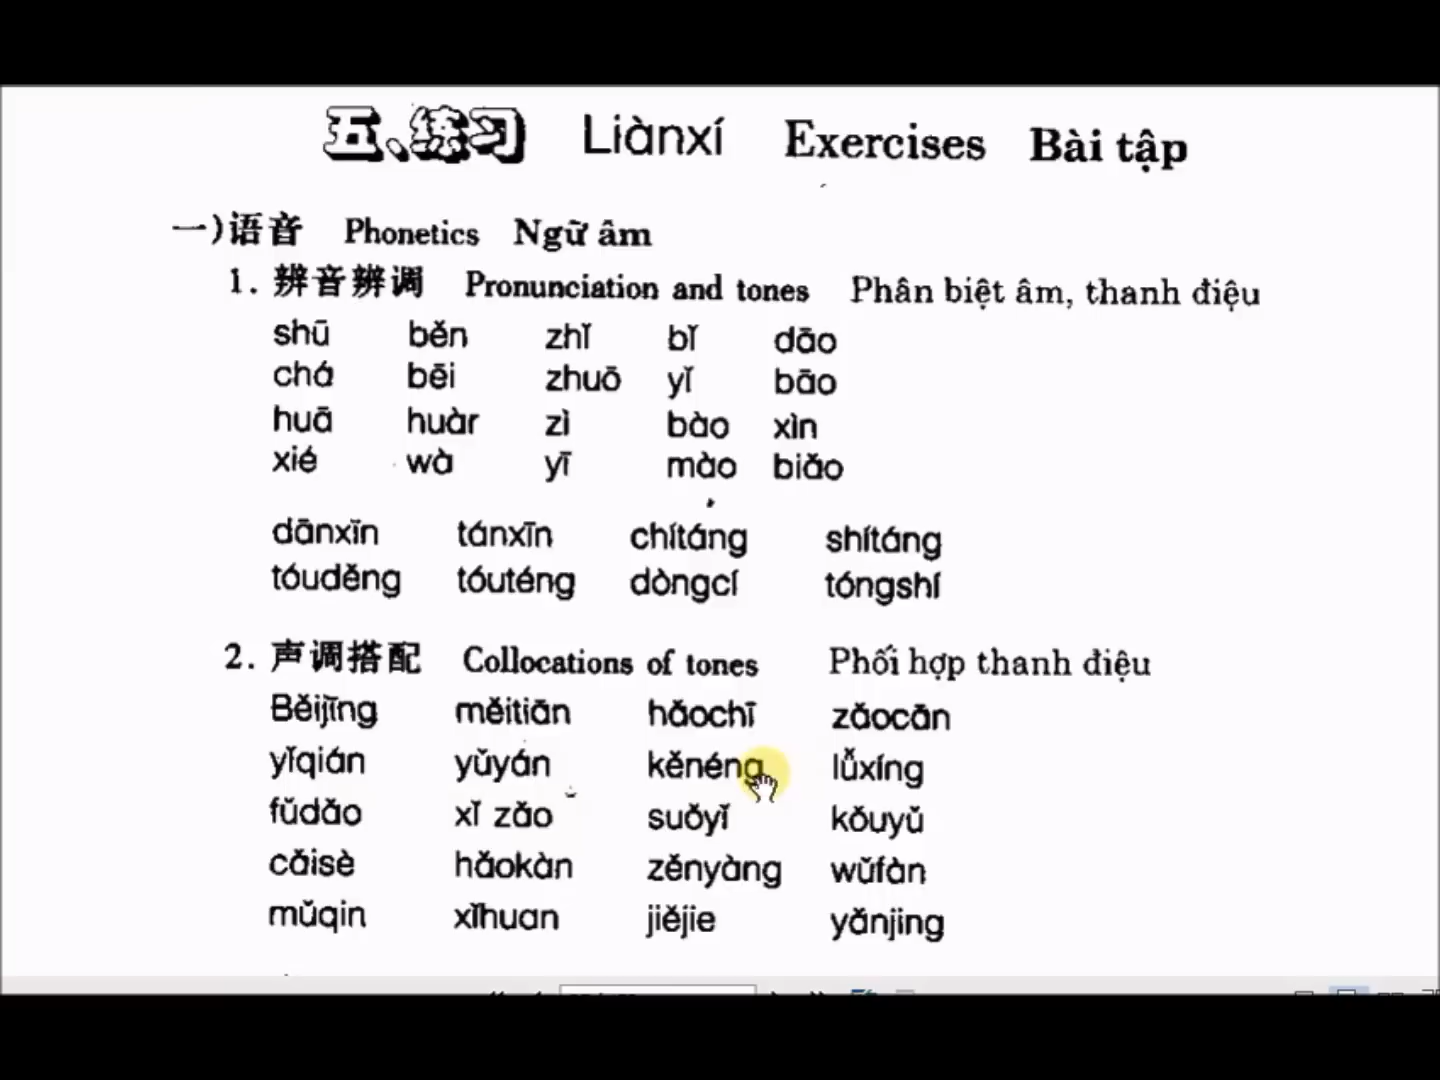 五、练习 Liànxí Exercises Bài tập
一)语音 Phonetics Ngữ âm
1. 辨音辨调 Pronunciation and tones Phân biệt âm, thanh điệu
shū běn zhǐ bǐ dāo
chá bēi zhuō yǐ bāo
huā huàr zì bào xìn
xié wà yī mào biǎo
dānxīn tánxīn chítáng shítáng
tóuděng tóuténg dòngcí tóngshí
2. 声调搭配 Collocations of tones Phối hợp thanh điệu
Běijīng měitiān hǎochī zǎocān
yǐqián yǔyán kěnéng lǚxíng
fǔdǎo xǐ zǎo suǒyǐ kǒuyǔ
cǎisè hǎokàn zěnyàng wǔfàn
mǔqin xǐhuan jiějie yǎnjing